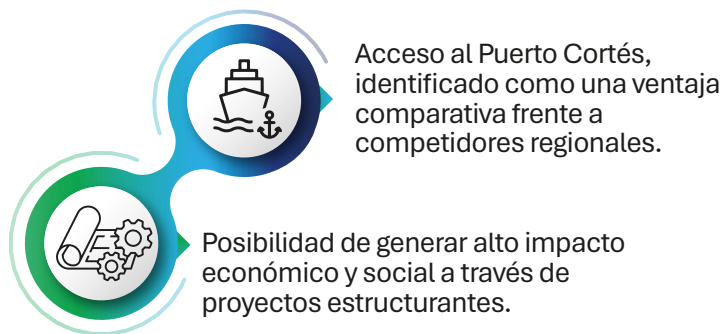 Acceso al Puerto Cortés,
identificado como una ventaja
comparativa frente a
competidores regionales.
Posibilidad de generar alto impacto
económico y social a través de
proyectos estructurantes.